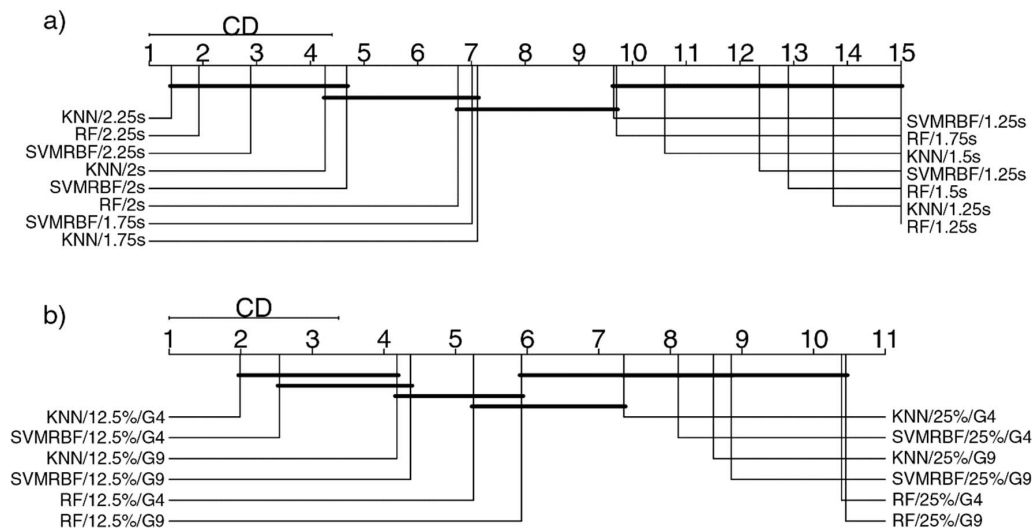 a)
CD
1 2 3 4 5 6 7 8 9 10 11 12 13 14 15
KNN/2.25s
RF/2.25s
SVMRBF/2.25s
KNN/2s
SVMRBF/2s
RF/2s
SVMRBF/1.75s
KNN/1.75s
SVMRBF/1.25s
RF/1.75s
KNN/1.5s
SVMRBF/1.25s
RF/1.5s
KNN/1.25s
RF/1.25s
b)
CD
1 2 3 4 5 6 7 8 9 10 11
KNN/12.5%/G4
SVMRBF/12.5%/G4
KNN/12.5%/G9
SVMRBF/12.5%/G9
RF/12.5%/G4
RF/12.5%/G9
KNN/25%/G4
SVMRBF/25%/G4
KNN/25%/G9
SVMRBF/25%/G9
RF/25%/G4
RF/25%/G9